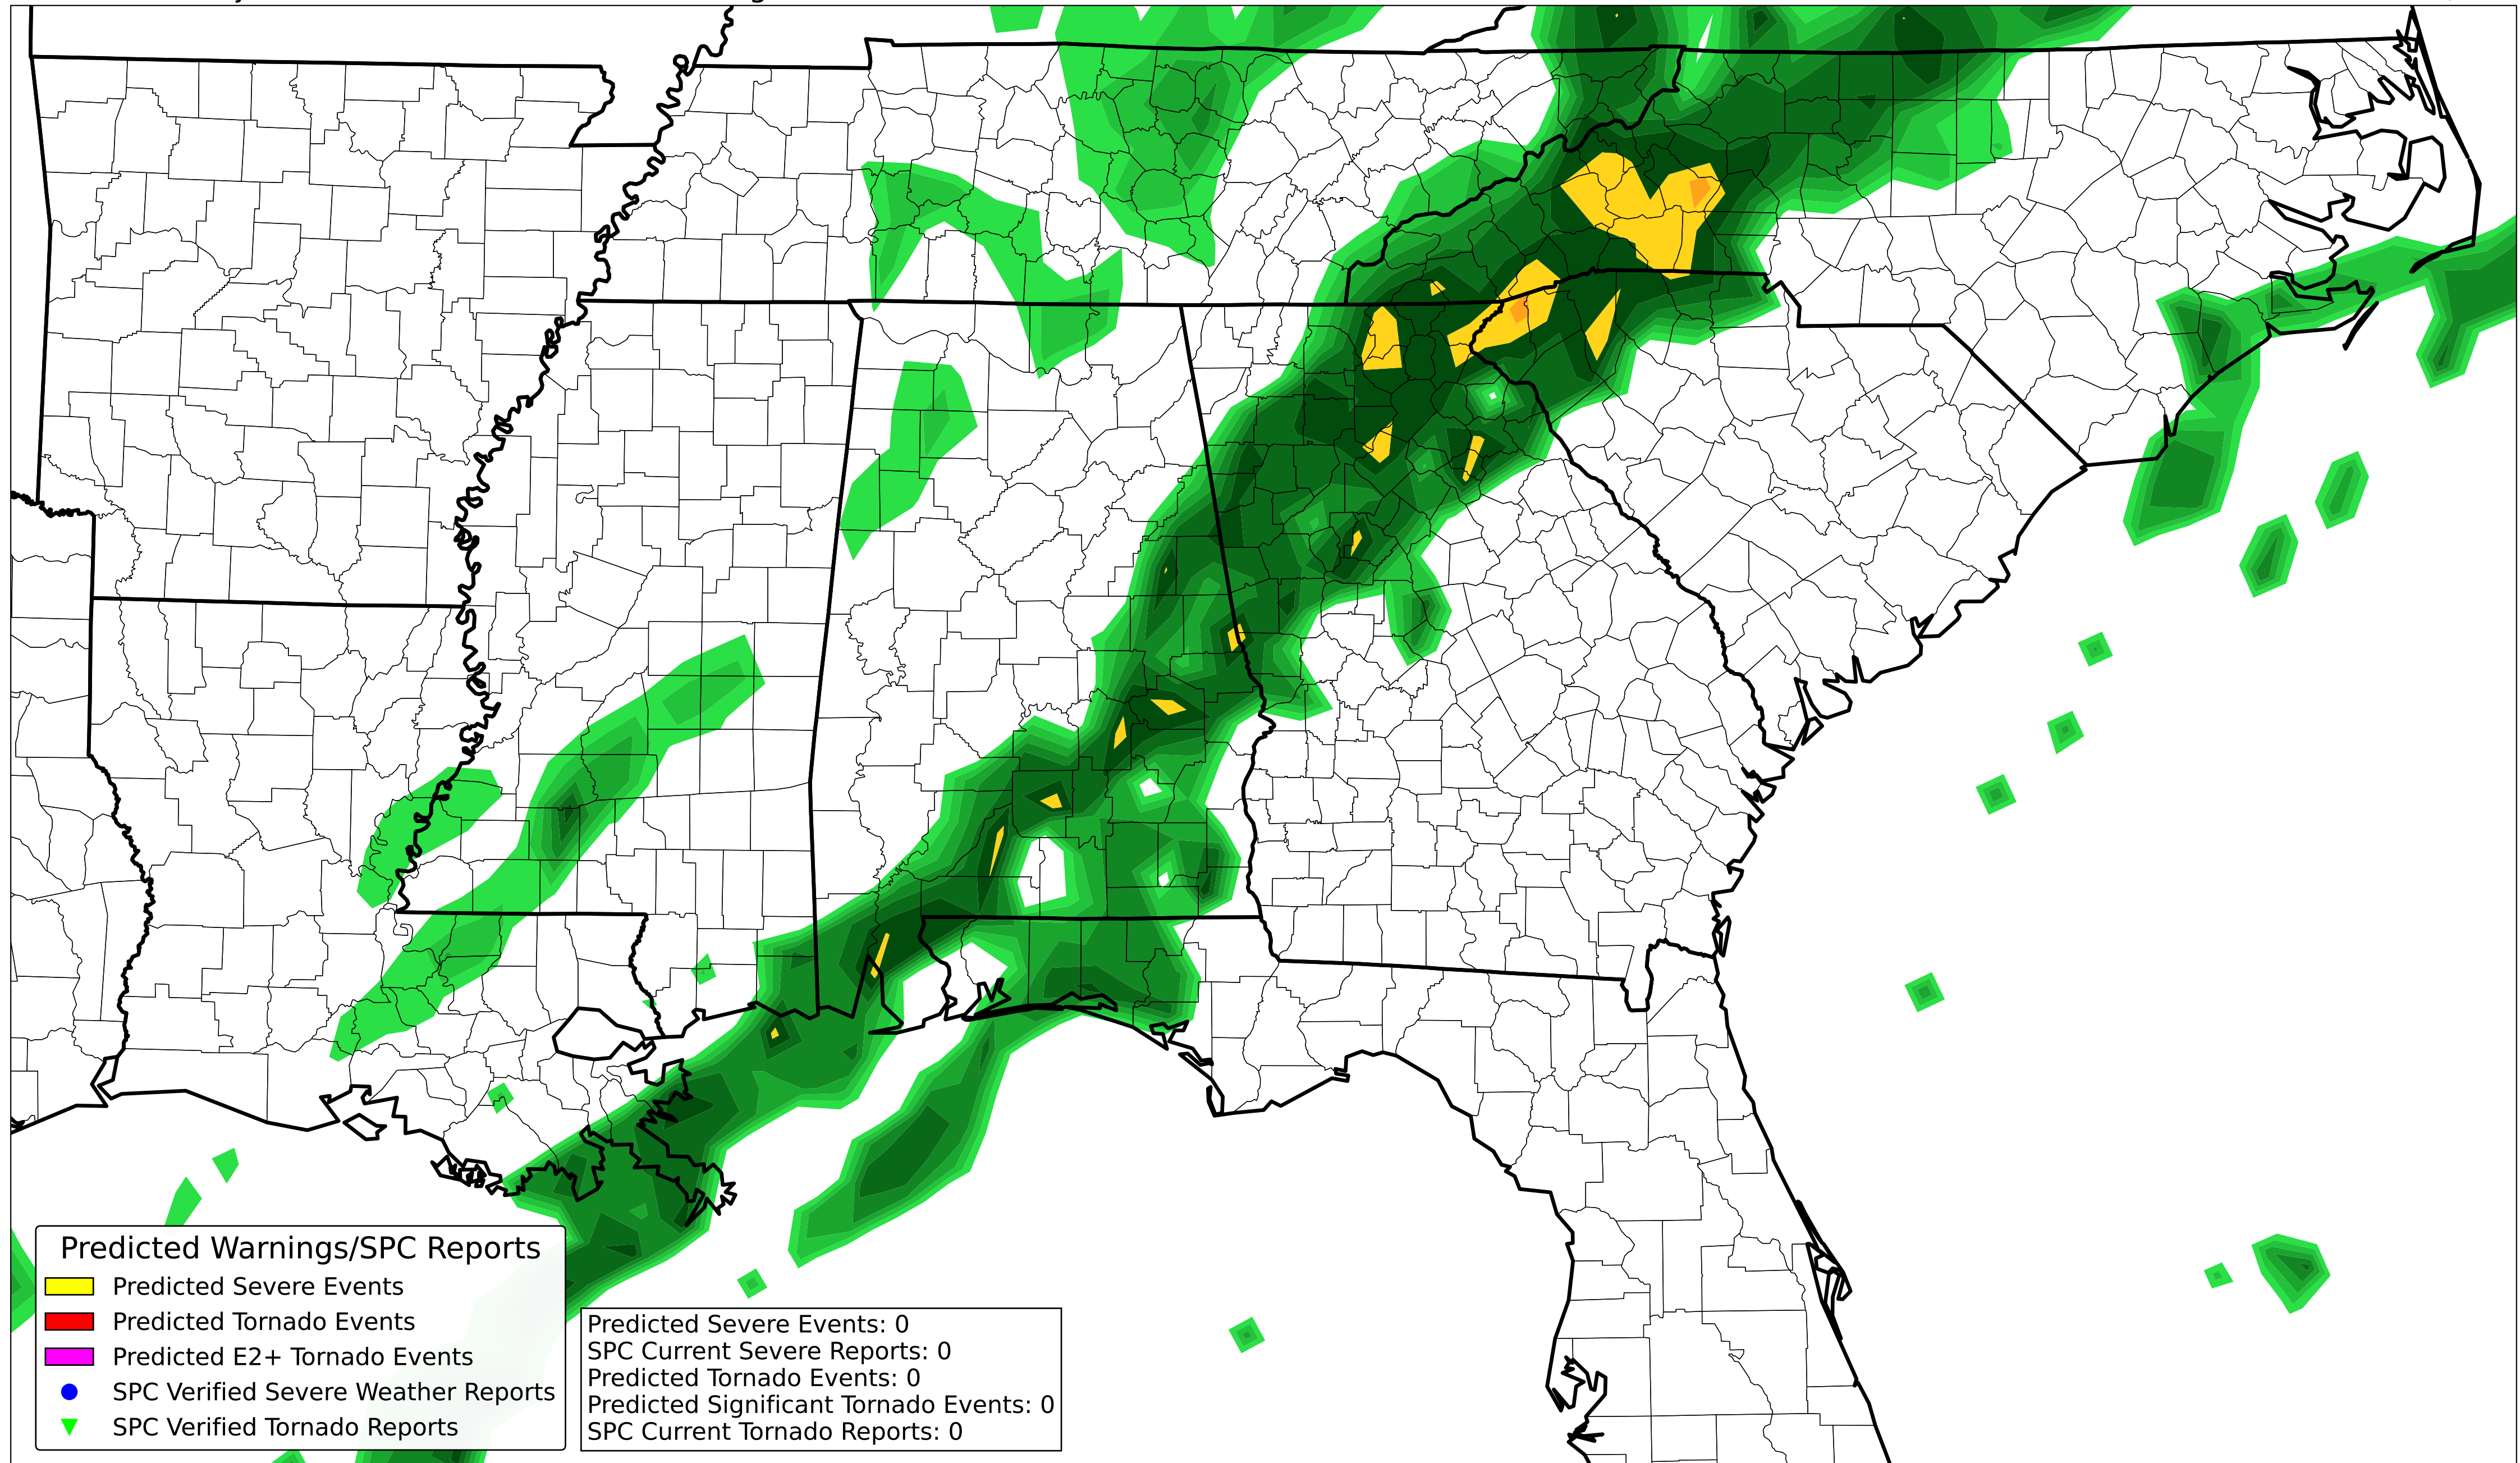 Predicted Warnings/SPC Reports
Predicted Severe Events
Predicted Tornado Events
Predicted E2+ Tornado Events
SPC Verified Severe Weather Reports
SPC Verified Tornado Reports
Predicted Severe Events: 0
SPC Current Severe Reports: 0
Predicted Tornado Events: 0
Predicted Significant Tornado Events: 0
SPC Current Tornado Reports: 0